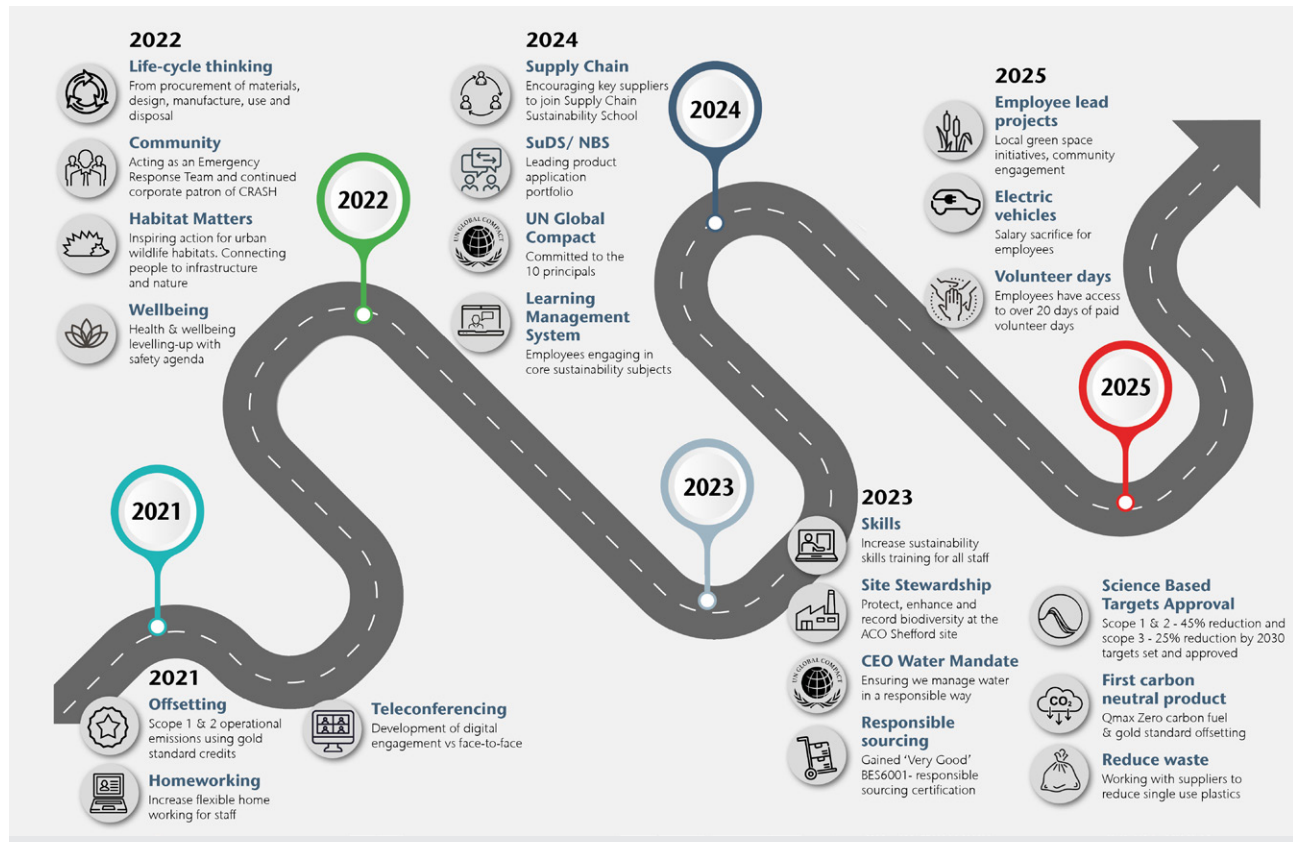 2022
Life-cycle thinking
From procurement of materials,
design, manufacture, use and
disposal
Community
Acting as an Emergency
Response Team and continued
corporate patron of CRASH
Habitat Matters
Inspiring action for urban
wildlife habitats. Connecting
people to infrastructure
and nature
Wellbeing
Health & wellbeing
levelling-up with
safety agenda
2022
2024
Supply Chain
Encouraging key suppliers
to join Supply Chain
Sustainability School
SuDS/ NBS
Leading product
application
portfolio
UN GLOBAL COMPACT
UN Global
Compact
Committed to the
10 principals
Learning
Management
System
Employees engaging in
core sustainability subjects
2024
2025
Employee lead
projects
Local green space
initiatives, community
engagement
Electric
vehicles
Salary sacrifice for
employees
Volunteer days
Employees have access
to over 20 days of paid
volunteer days
2025
2021
2021
Offsetting
Scope 1 & 2 operational
emissions using gold
standard credits
Homeworking
Increase flexible home
working for staff
Teleconferencing
Development of digital
engagement vs face-to-face
2023
2023
Skills
Increase sustainability
skills training for all staff
Site Stewardship
Protect, enhance and
record biodiversity at the
ACO Shefford site
UN GLOBAL COMPACT
CEO Water Mandate
Ensuring we manage water
in a responsible way
Responsible
sourcing
Gained ‘Very Good’
BES6001- responsible
sourcing certification
Science Based
Targets Approval
Scope 1 & 2 - 45% reduction and
scope 3 - 25% reduction by 2030
targets set and approved
CO₂
First carbon
neutral product
Qmax Zero carbon fuel
& gold standard offsetting
Reduce waste
Working with suppliers to
reduce single use plastics